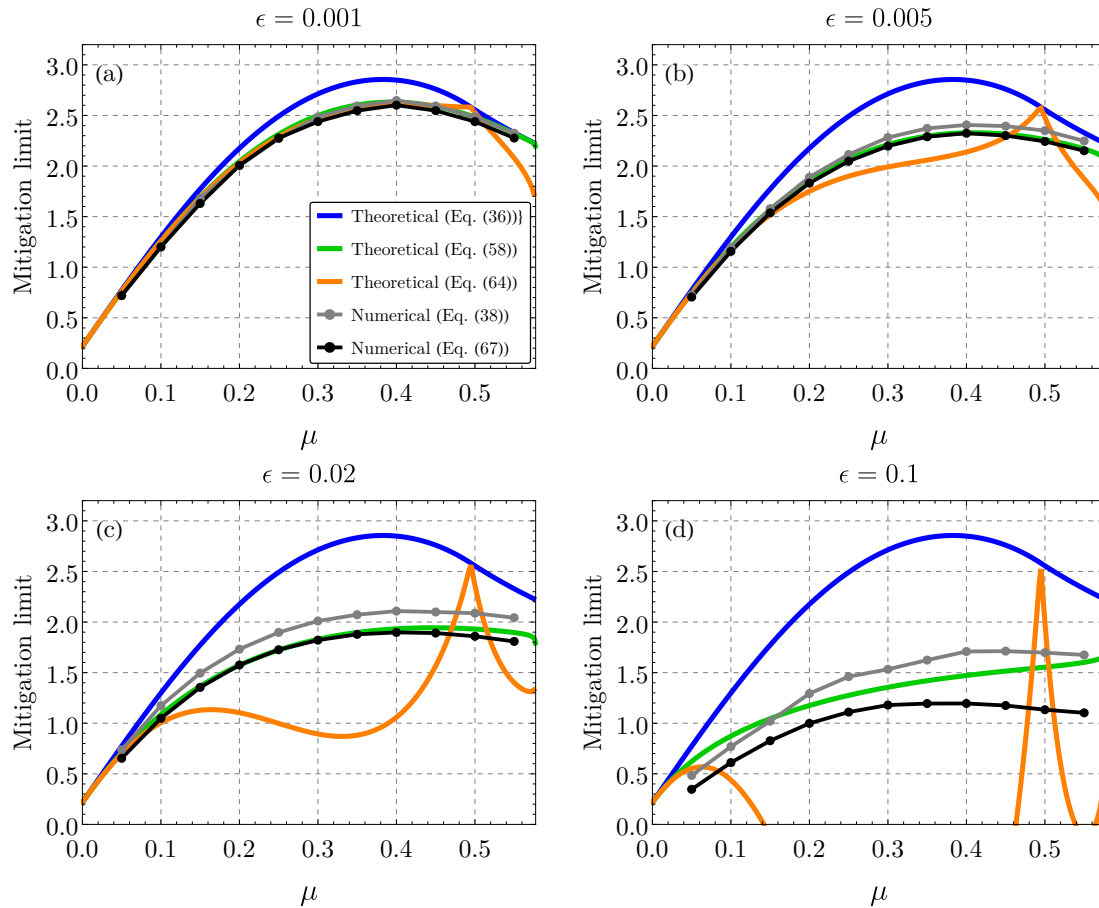 ϵ = 0.001
(a)
Mitigation limit
3.0
2.5
2.0
1.5
1.0
0.5
0.0
Theoretical (Eq. (36))}
Theoretical (Eq. (58))
Theoretical (Eq. (64))
Numerical (Eq. (38))
Numerical (Eq. (67))
0.0 0.1 0.2 0.3 0.4 0.5
μ
ϵ = 0.005
(b)
Mitigation limit
3.0
2.5
2.0
1.5
1.0
0.5
0.0
0.0 0.1 0.2 0.3 0.4 0.5
μ
ϵ = 0.02
(c)
Mitigation limit
3.0
2.5
2.0
1.5
1.0
0.5
0.0
0.0 0.1 0.2 0.3 0.4 0.5
μ
ϵ = 0.1
(d)
Mitigation limit
3.0
2.5
2.0
1.5
1.0
0.5
0.0
0.0 0.1 0.2 0.3 0.4 0.5
μ